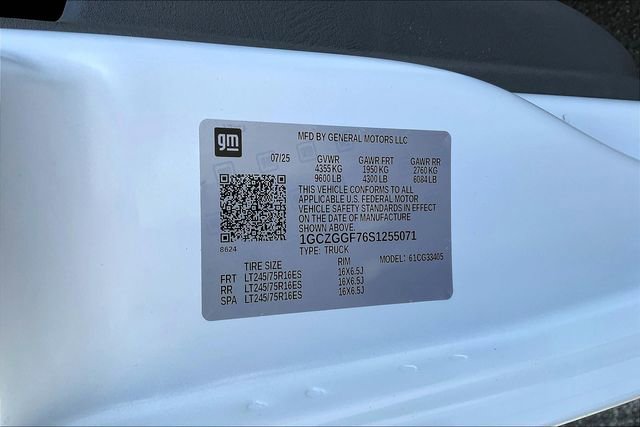 gm
MFD BY GENERAL MOTORS LLC
07/25 GVWR GAWR FRT GAWR RR
4355 KG 1950 KG 2760 KG
9600 LB 4300 LB 6084 LB
THIS VEHICLE CONFORMS TO ALL
APPLICABLE U.S. FEDERAL MOTOR
VEHICLE SAFETY STANDARDS IN EFFECT
ON THE DATE OF MANUFACTURE
SHOWN ABOVE.
1GCZGGF76S1255071
8624
TYPE: TRUCK MODEL: 61CG33405
TIRE SIZE RIM
FRT LT245/75R16ES 16X6.5J
RR LT245/75R16ES 16X6.5J
SPA LT245/75R16ES 16X6.5J